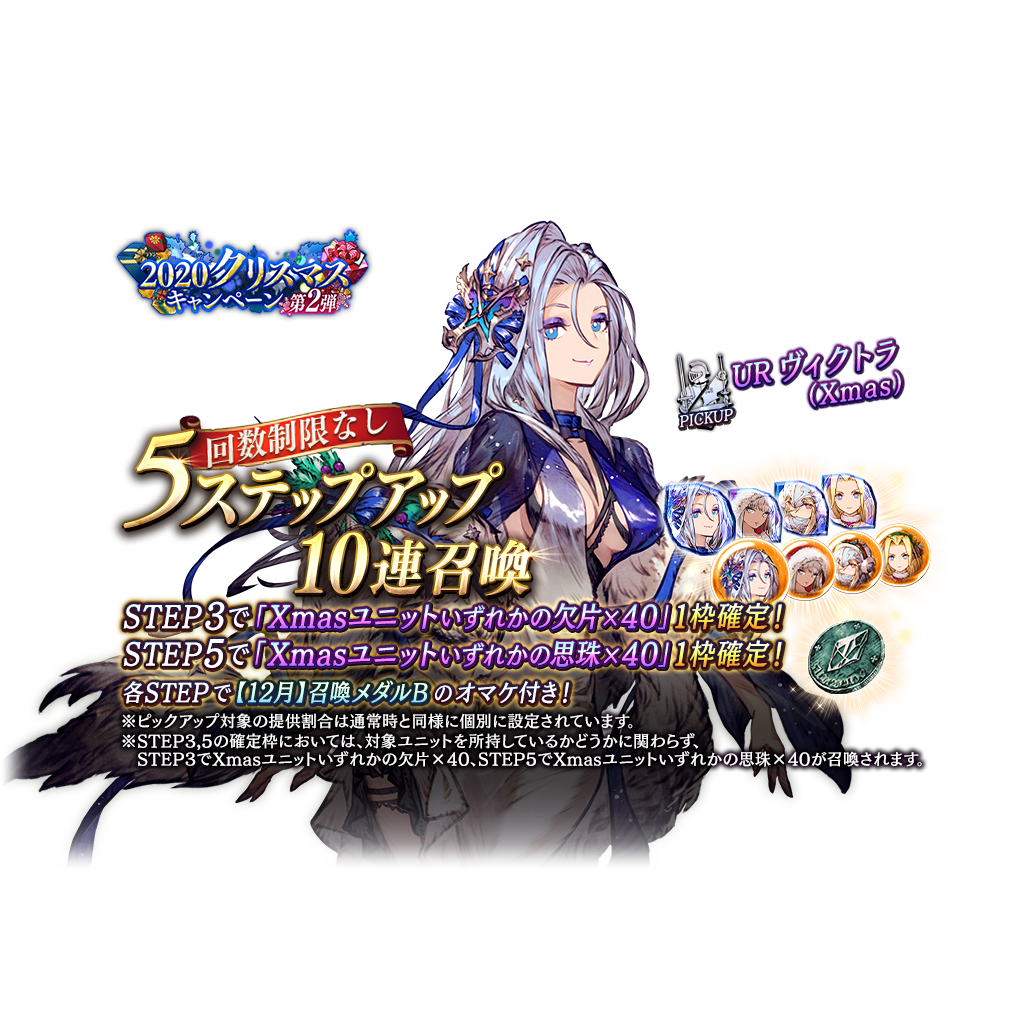 2020クリスマス
キャンペーン 第2弾
UR ヴィクトラ
(Xmas)
PICKUP
回数制限なし
5ステップアップ
10連召喚
STEP3で「Xmasユニットいずれかの欠片×40」1枠確定!
STEP5で「Xmasユニットいずれかの思珠×40」1枠確定!
各STEPで【12月】召喚メダルBのオマケ付き!
※ピックアップ対象の提供割合は通常時と同様に個別に設定されています。
※STEP3,5の確定枠においては、対象ユニットを所持しているかどうかに関わらず、
STEP3でXmasユニットいずれかの欠片×40、STEP5でXmasユニットいずれかの思珠×40が召喚されます。